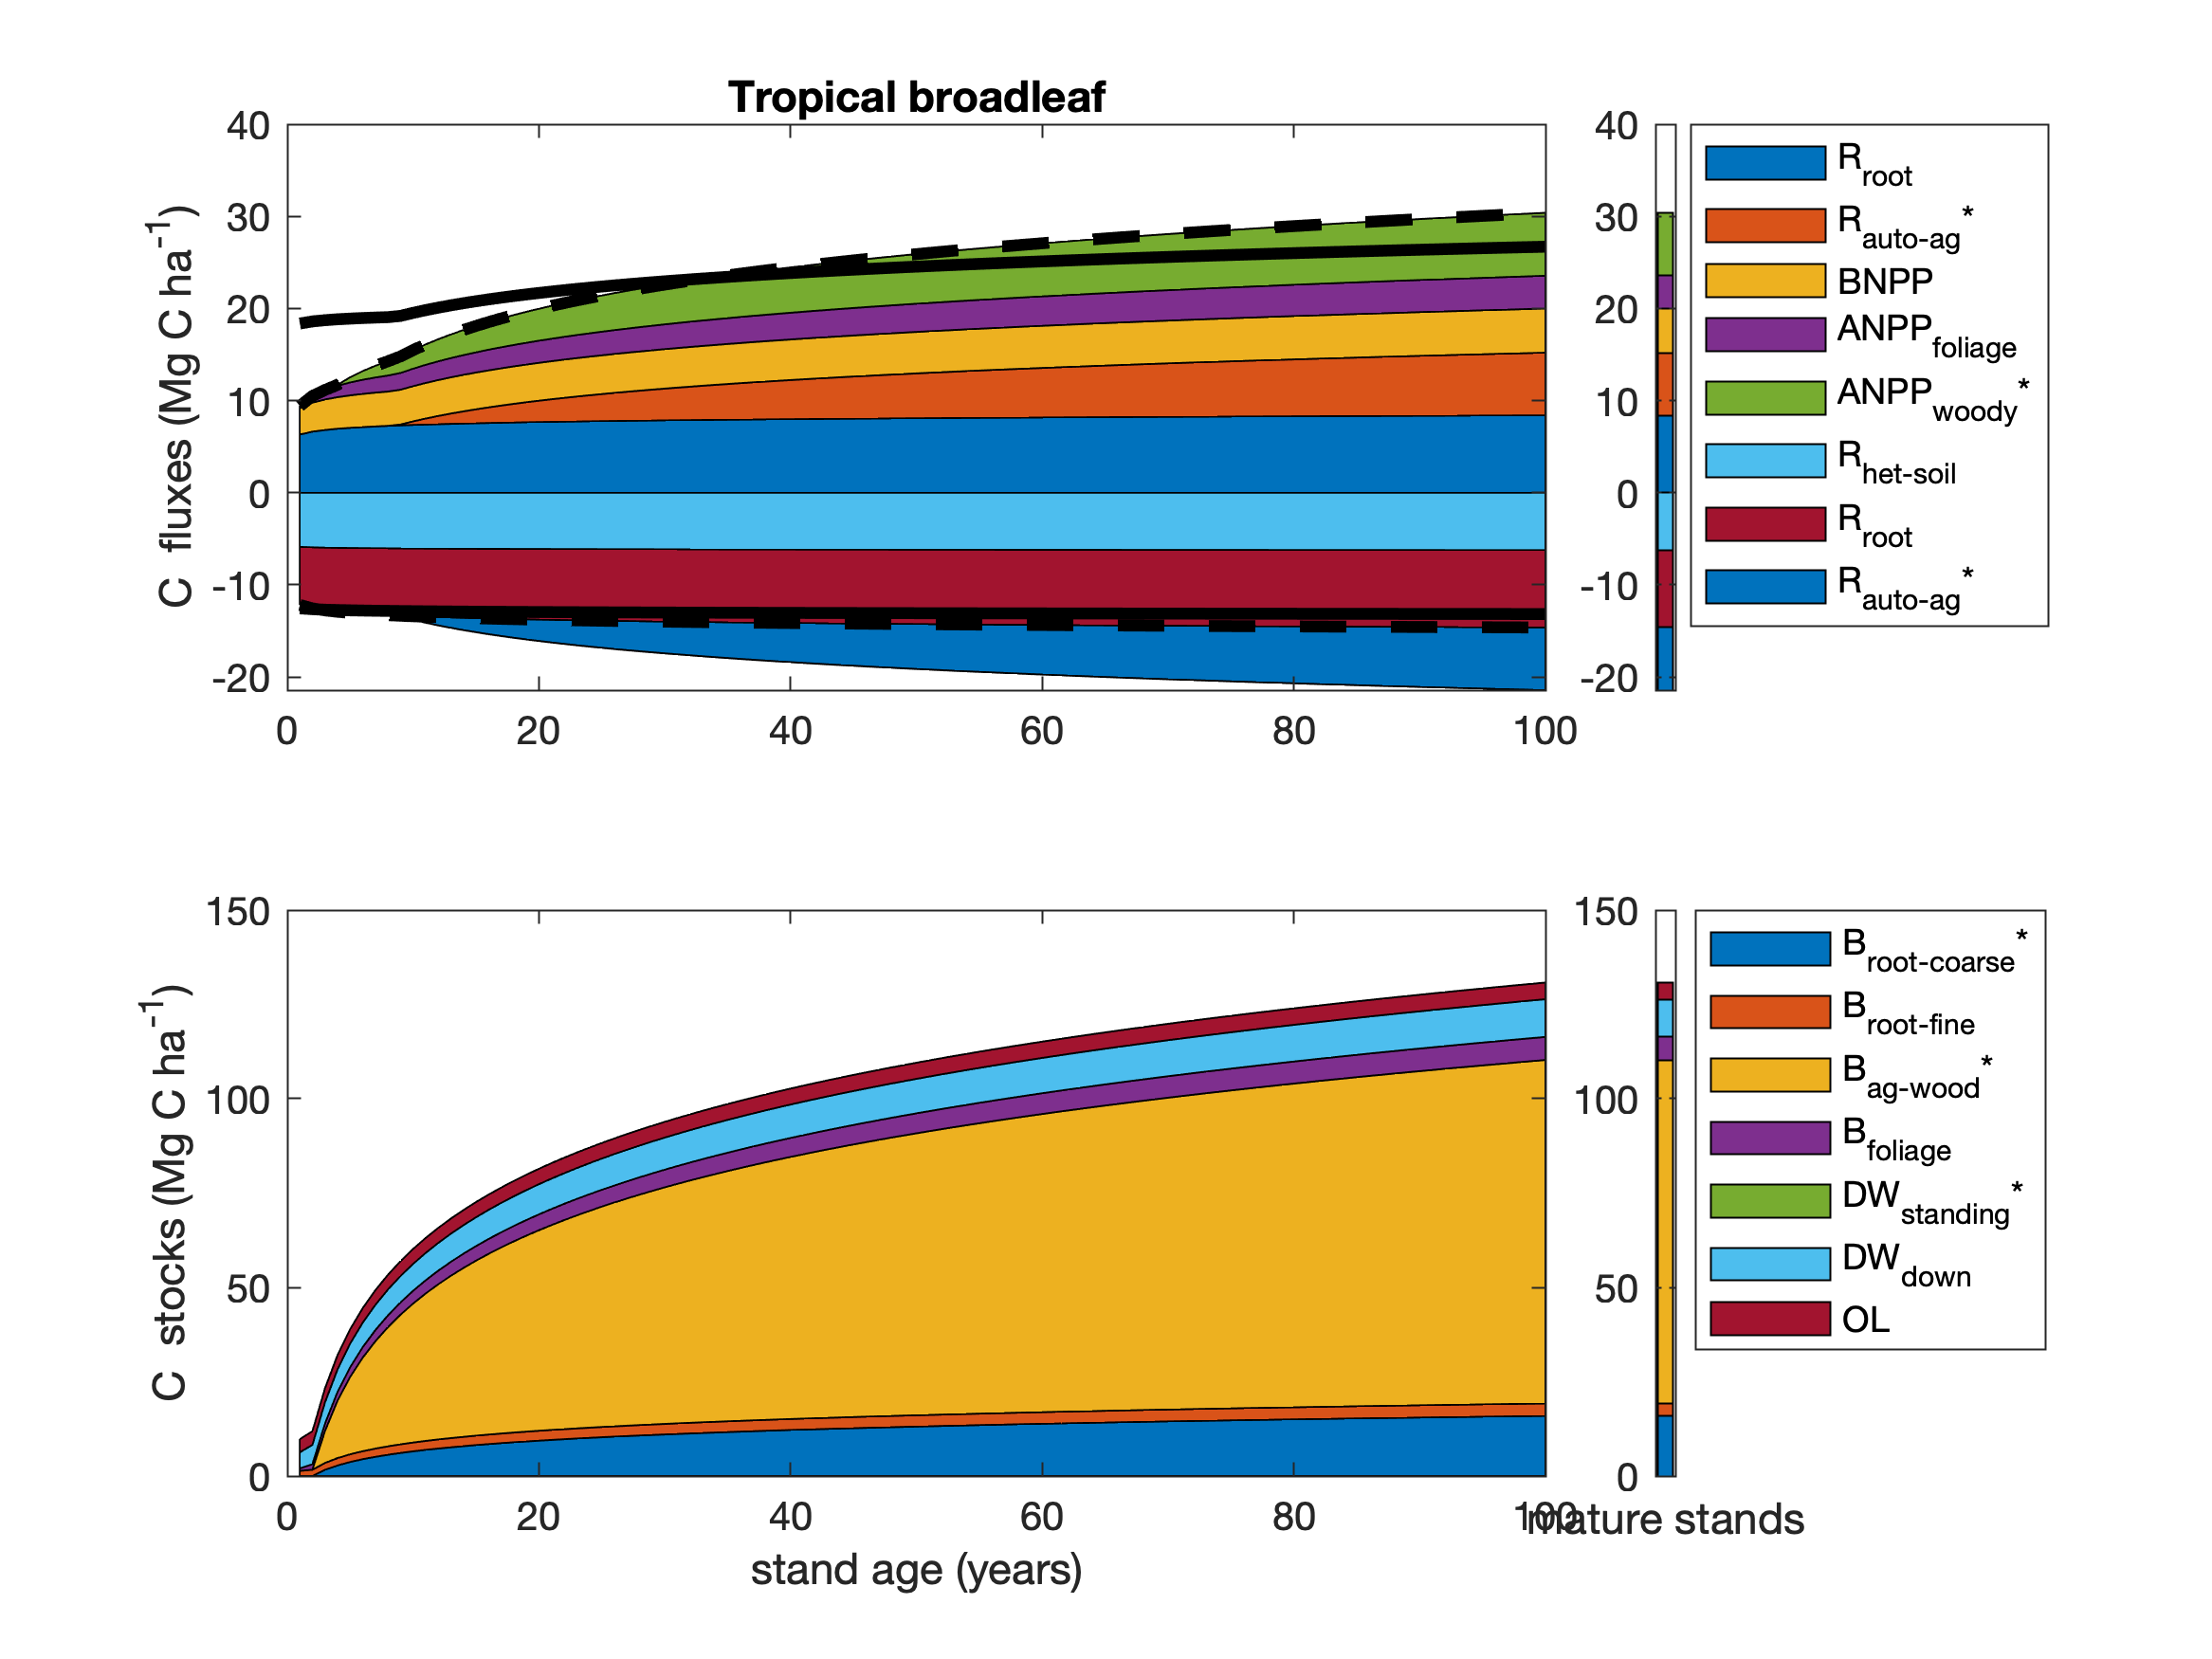 Tropical broadleaf
40
30
20
10
0
-10
-20
C fluxes (Mg C ha-1)
0 20 40 60 80 100
40
30
20
10
0
-10
-20
Rroot
Rauto-ag*
BNPP
ANPPfoliage
ANPPwoody*
Rhet-soil
Rroot
Rauto-ag*
150
100
50
0
C stocks (Mg C ha-1)
0 20 40 60 80 100
stand age (years)
150
100
50
0
mature stands
Broot-coarse*
Broot-fine
Bag-wood*
Bfoliage
DWstanding*
DWdown
OL